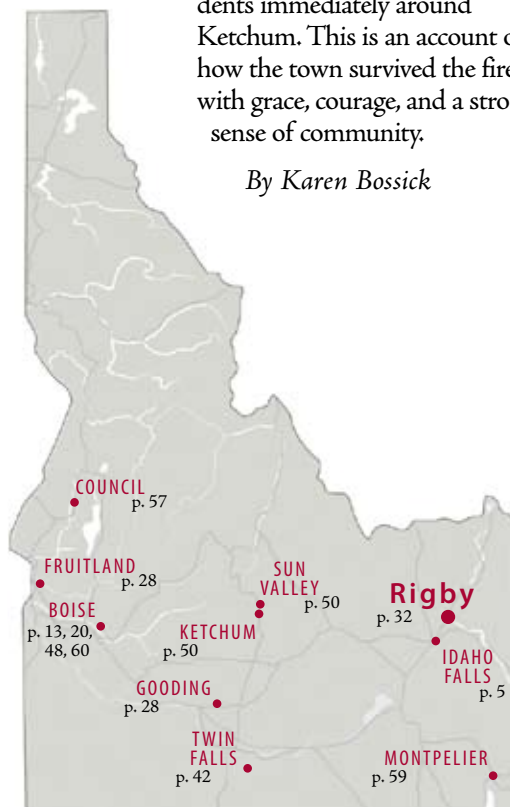 dents immediately around
Ketchum. This is an account o
how the town survived the fire
with grace, courage, and a stro
sense of community.
By Karen Bossick
COUNCIL
p. 57
FRUITLAND
p. 28
BOISE
p. 13, 20,
48, 60
SUN
VALLEY
p. 50
KETCHUM
p. 50
Rigby
p. 32
IDAHO
FALLS
p. 5
GOODING
p. 28
TWIN
FALLS
p. 42
MONTPELIER
p. 59